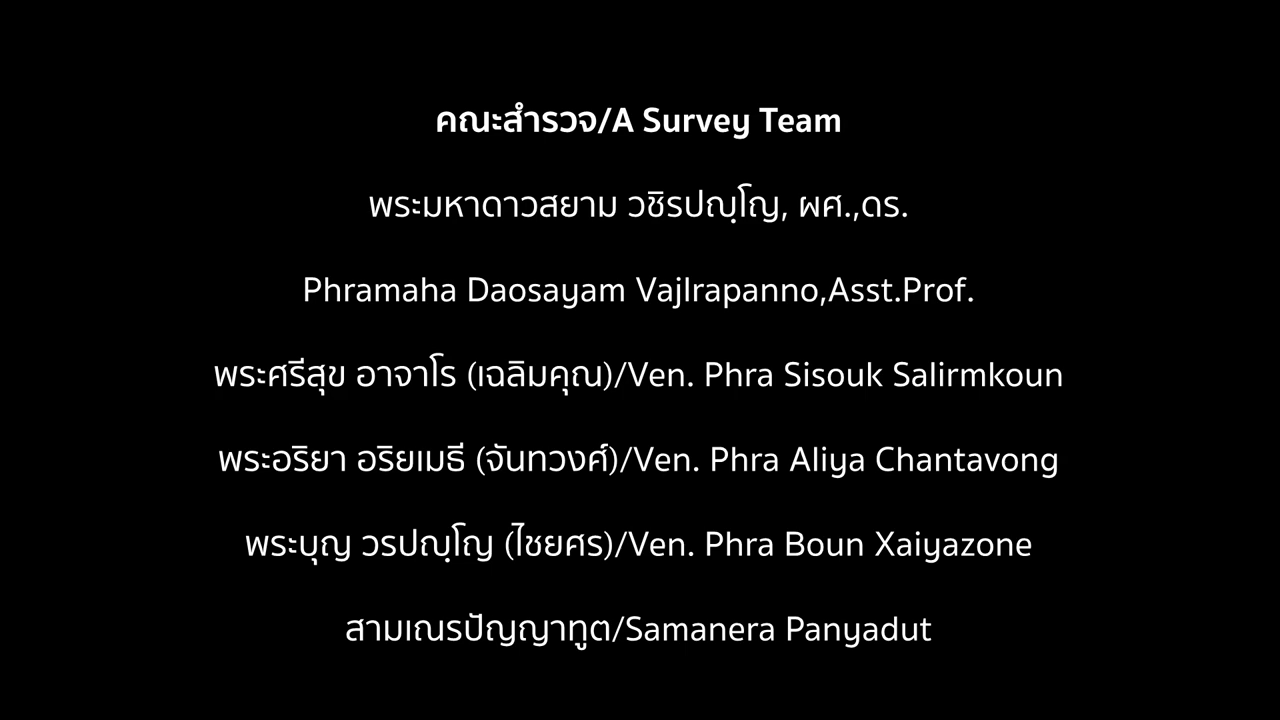 คณะสำรวจ/A Survey Team
พระมหาดาวสยาม วชิรปญฺโญ, ผศ.,ดร.
Phramaha Daosayam VajIrapanno,Asst.Prof.
พระศรีสุข อาจาโร (เฉลิมคุณ)/Ven. Phra Sisouk Salirmkoun
พระอริยา อริยเมธี (จันทวงศ์)/Ven. Phra Aliya Chantavong
พระบุญ วรปญฺโญ (ไชยศร)/Ven. Phra Boun Xaiyazone
สามเณรปัญญาทูต/Samanera Panyadut